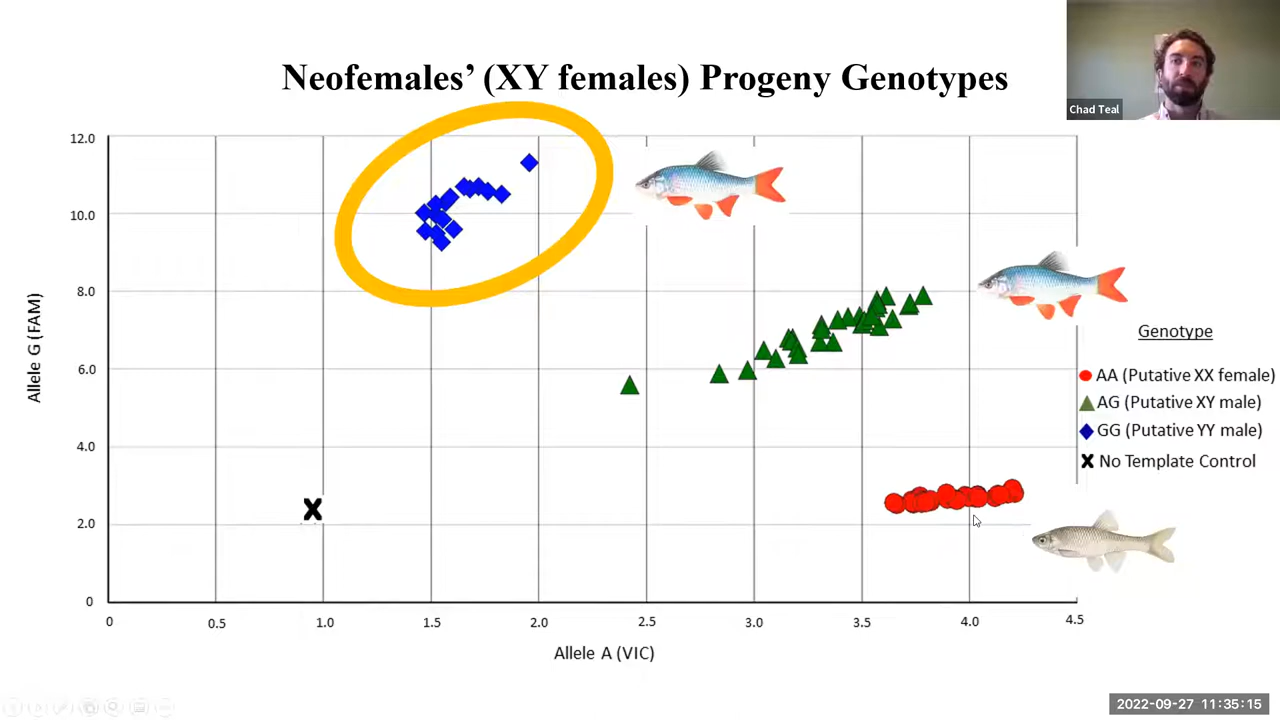 Neofemales’ (XY females) Progeny Genotypes
Chad Teal
12.0
10.0
8.0
6.0
4.0
2.0
0
Allele G (FAM)
0
0.5
1.0
1.5
2.0
2.5
3.0
3.5
4.0
4.5
Allele A (VIC)
Genotype
AA (Putative XX female)
AG (Putative XY male)
GG (Putative YY male)
X No Template Control
2022-09-27 11:35:15